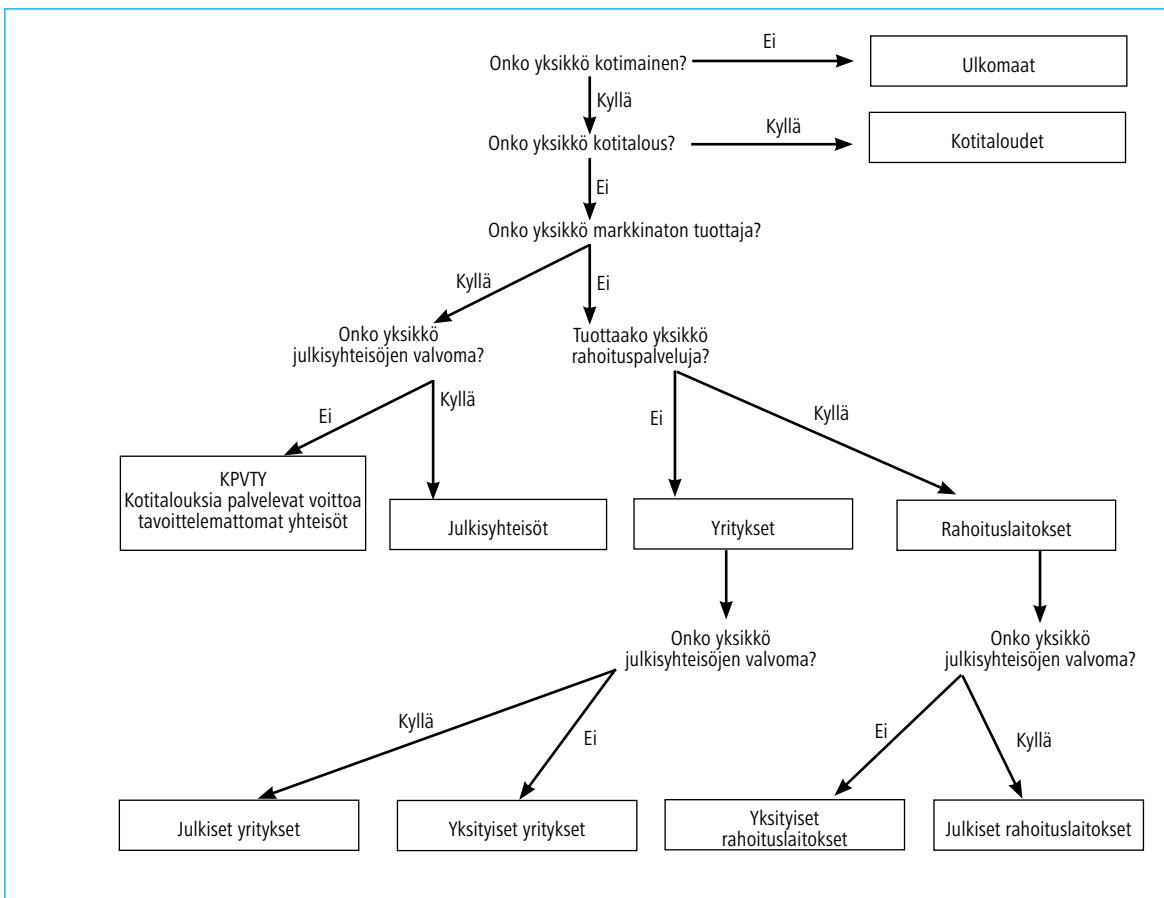 Onko yksikkö kotimainen?
Ei
Ulkomaat
Kyllä
Onko yksikkö kotitalous?
Kyllä
Kotitaloudet
Ei
Onko yksikkö markkinaton tuottaja?
Kyllä
Ei
Onko yksikkö
julkisyhteisöjen valvoma?
Tuottaako yksikkö
rahoituspalveluja?
Ei
Kyllä
Ei
Kyllä
KPVTY
Kotitalouksia palvelevat voittoa
tavoittelemattomat yhteisöt
Julkisyhteisöt
Yritykset
Rahoituslaitokset
Onko yksikkö
julkisyhteisöjen valvoma?
Onko yksikkö
julkisyhteisöjen valvoma?
Kyllä
Ei
Ei
Kyllä
Julkiset yritykset
Yksityiset yritykset
Yksityiset
rahoituslaitokset
Julkiset rahoituslaitokset